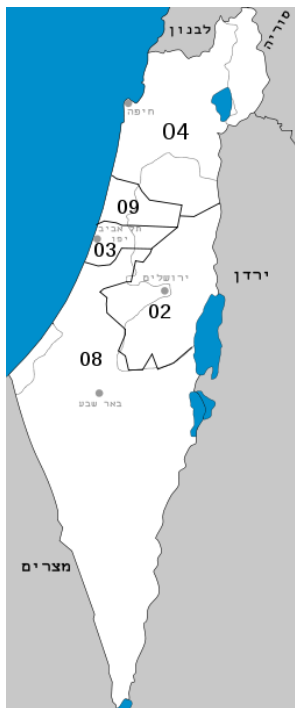 לבנון
סוריה
חיפה
04
09
תל אביב
יפו
03
ירדן
ירושלים
02
08
באר שבע
מצרים